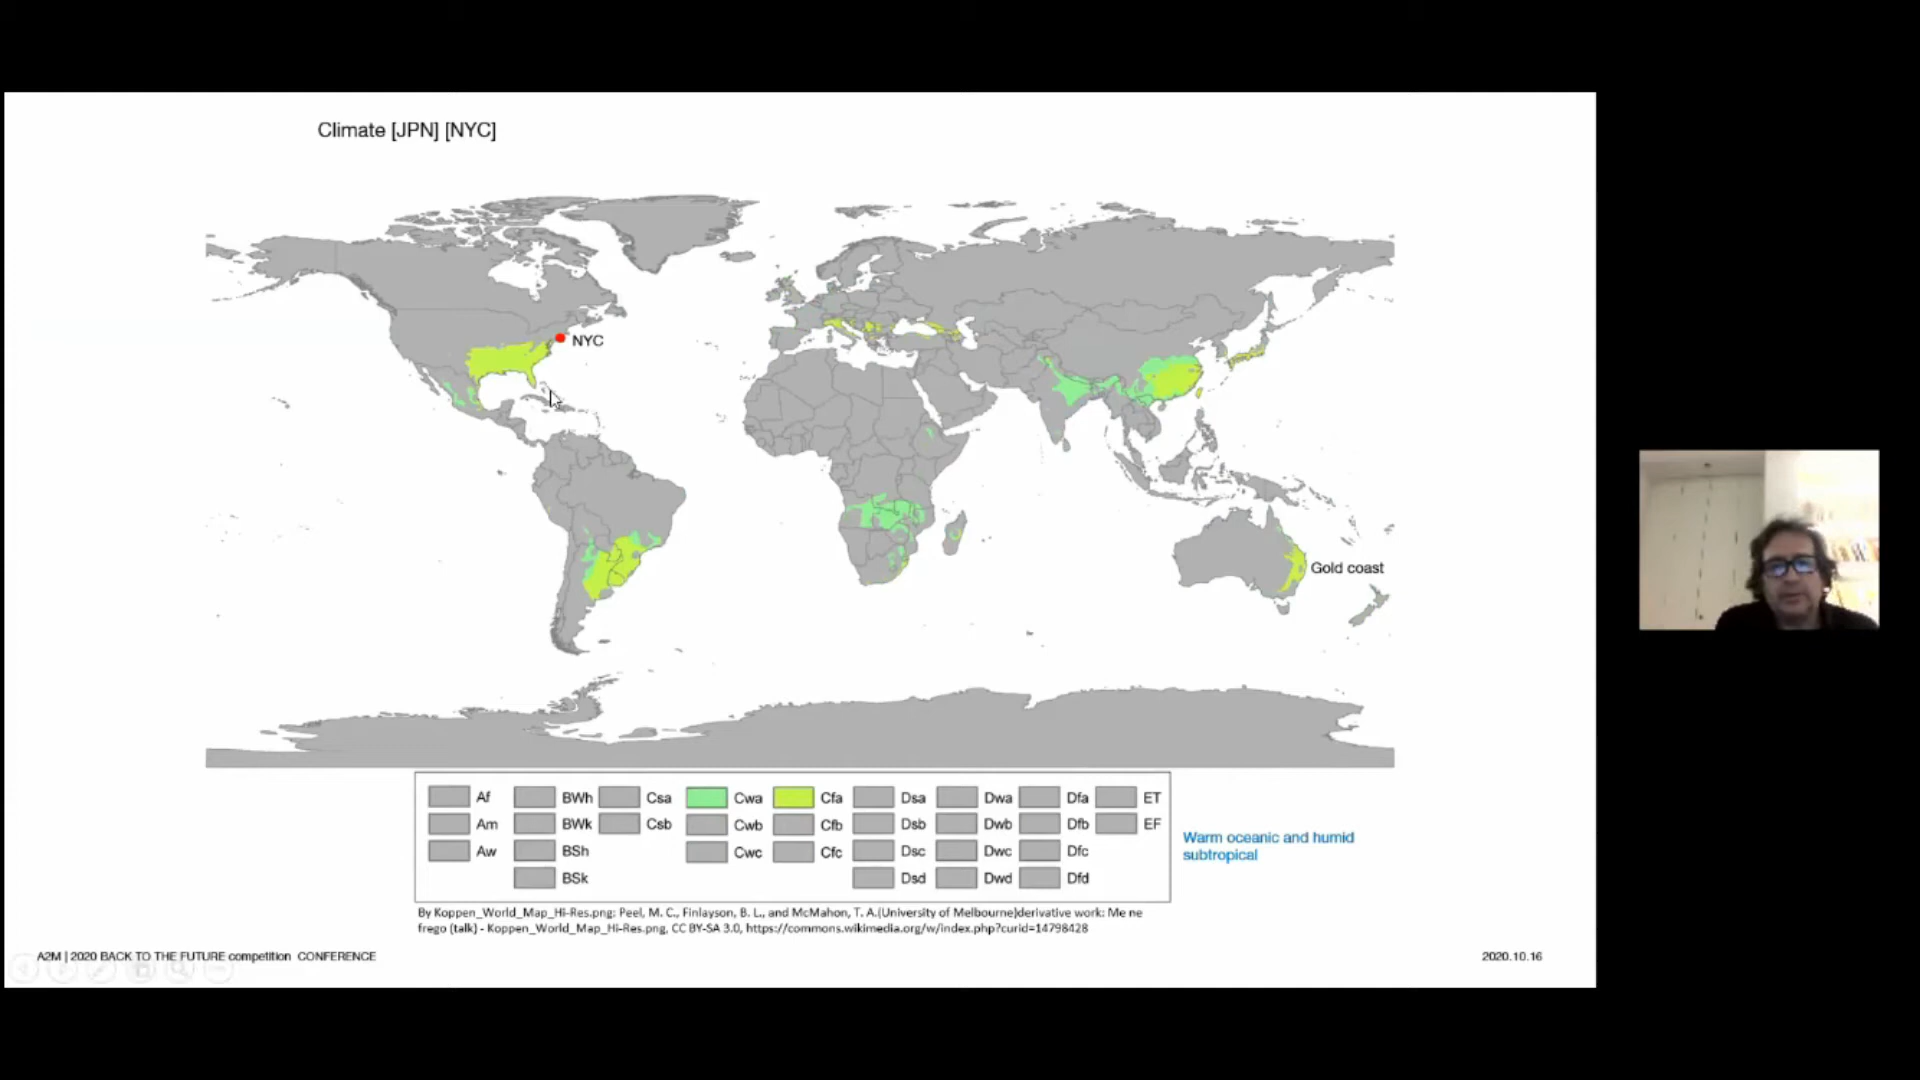 Climate [JPN] [NYC]
NYC
Gold coast
Af BWh Csa Cwa Cfa Dsa Dwa Dfa ET
Am BWk Csb Cwb Cfb Dsb Dwb Dfb EF
Aw BSh Cwc Cfc Dsc Dwc Dfc
BSk Dsd Dwd Dfd
Warm oceanic and humid
subtropical
By Koppen_World_Map_Hi-Res.png: Peel, M. C., Finlayson, B. L., and McMahon, T. A.(University of Melbourne)derivative work: Me ne
frego (talk) - Koppen_World_Map_Hi-Res.png, CC BY-SA 3.0, https://commons.wikimedia.org/w/index.php?curid=14798428
A2M | 2020 BACK TO THE FUTURE competition CONFERENCE
2020.10.16